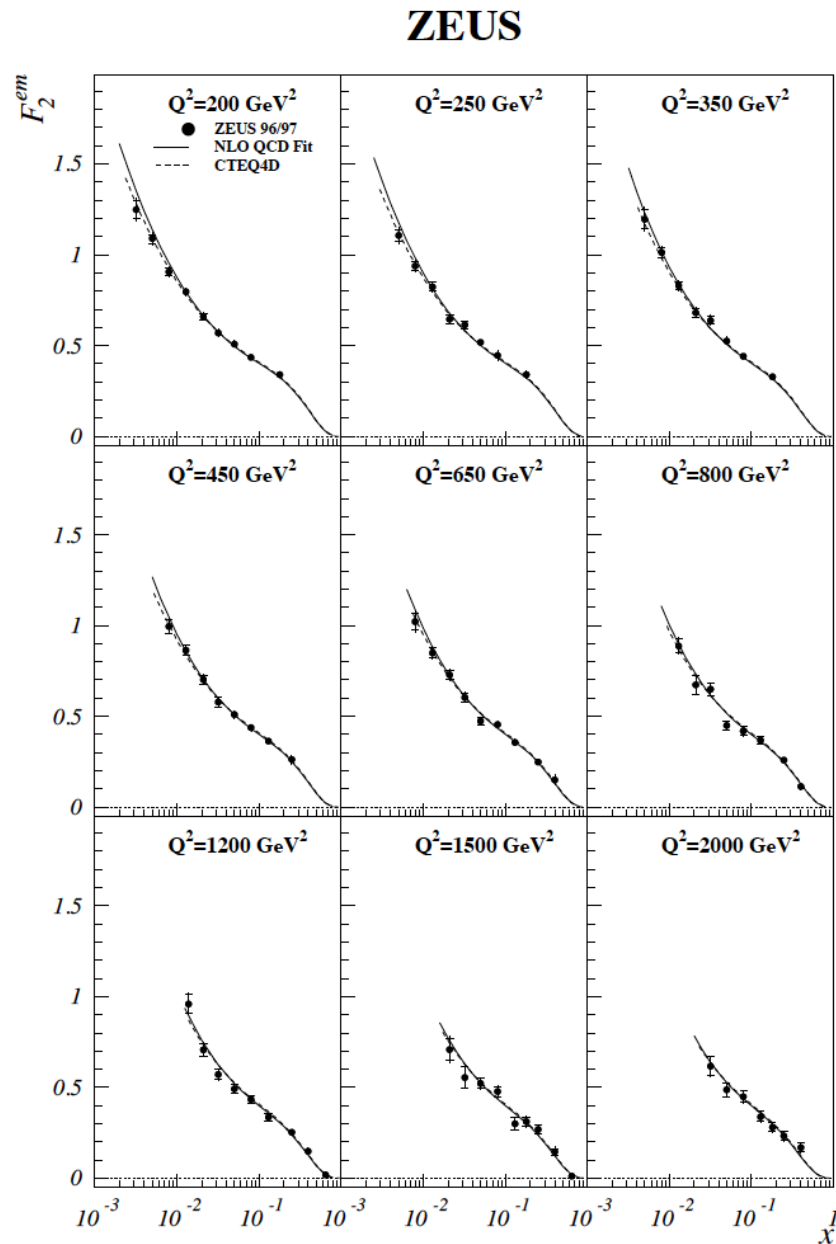 ZEUS
F₂ᵉᵐ
Q²=200 GeV² Q²=250 GeV² Q²=350 GeV²
ZEUS 96/97
NLO QCD Fit
CTEQ4D
1.5
1
0.5
0
Q²=450 GeV² Q²=650 GeV² Q²=800 GeV²
1.5
1
0.5
0
Q²=1200 GeV² Q²=1500 GeV² Q²=2000 GeV²
1.5
1
0.5
0
10⁻³ 10⁻² 10⁻¹ 10⁻³ 10⁻² 10⁻¹ 10⁻³ 10⁻² 10⁻¹ 1
x